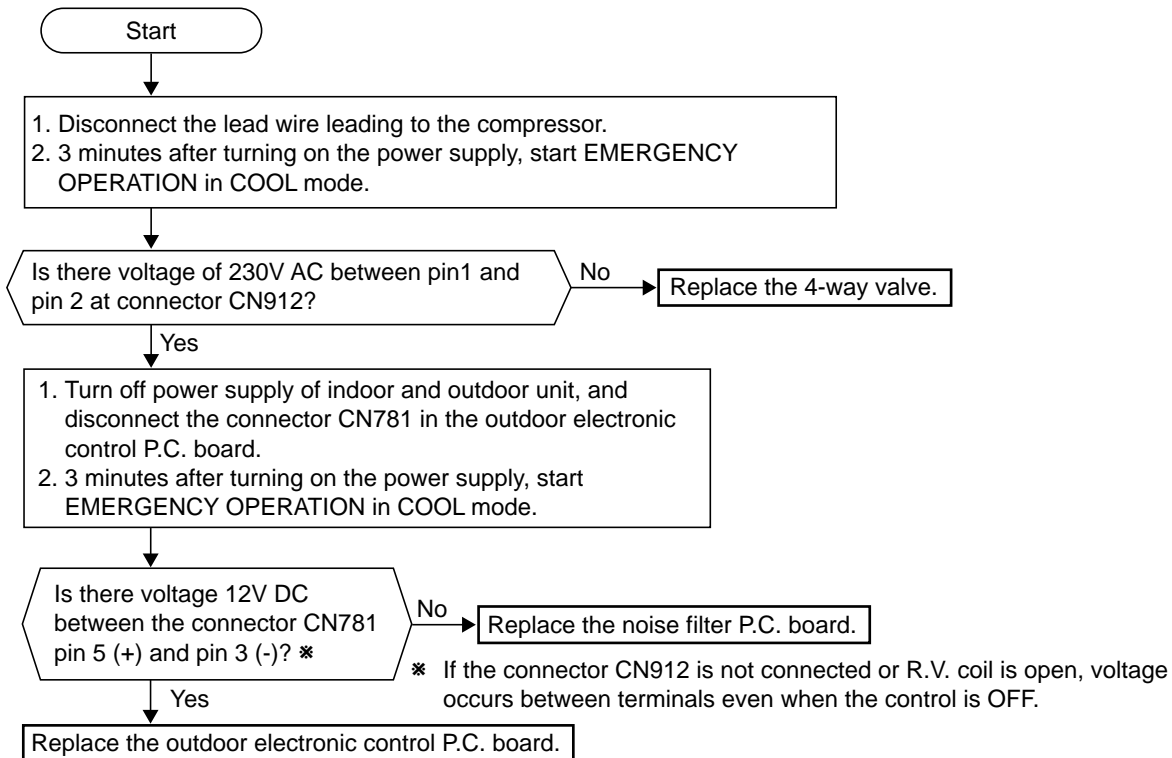 Start
1. Disconnect the lead wire leading to the compressor.
2. 3 minutes after turning on the power supply, start EMERGENCY
OPERATION in COOL mode.
Is there voltage of 230V AC between pin1 and
pin 2 at connector CN912?
No
Replace the 4-way valve.
Yes
1. Turn off power supply of indoor and outdoor unit, and
disconnect the connector CN781 in the outdoor electronic
control P.C. board.
2. 3 minutes after turning on the power supply, start
EMERGENCY OPERATION in COOL mode.
Is there voltage 12V DC
between the connector CN781
pin 5 (+) and pin 3 (-)? ※
No
Replace the noise filter P.C. board.
※ If the connector CN912 is not connected or R.V. coil is open, voltage
occurs between terminals even when the control is OFF.
Yes
Replace the outdoor electronic control P.C. board.